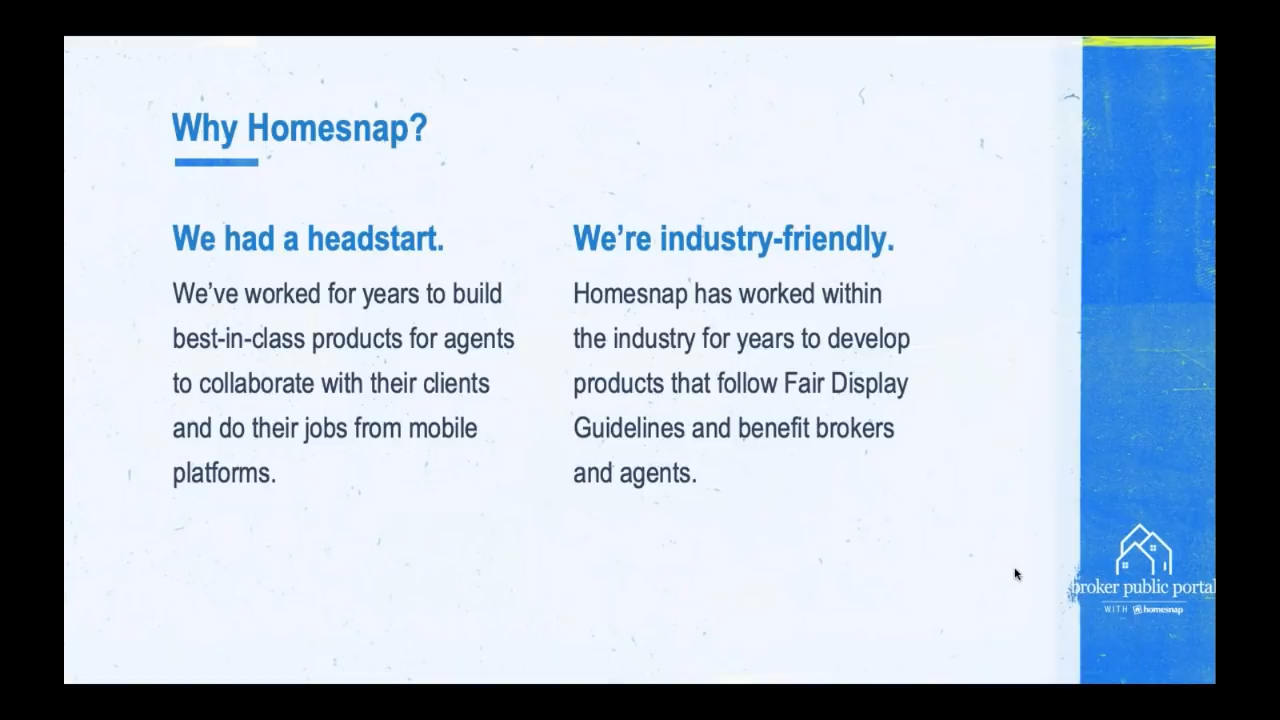 Why Homesnap?
We had a headstart.
We've worked for years to build
best-in-class products for agents
to collaborate with their clients
and do their jobs from mobile
platforms.
We're industry-friendly.
Homesnap has worked within
the industry for years to develop
products that follow Fair Display
Guidelines and benefit brokers
and agents.
broker public portal
WITH homesnap